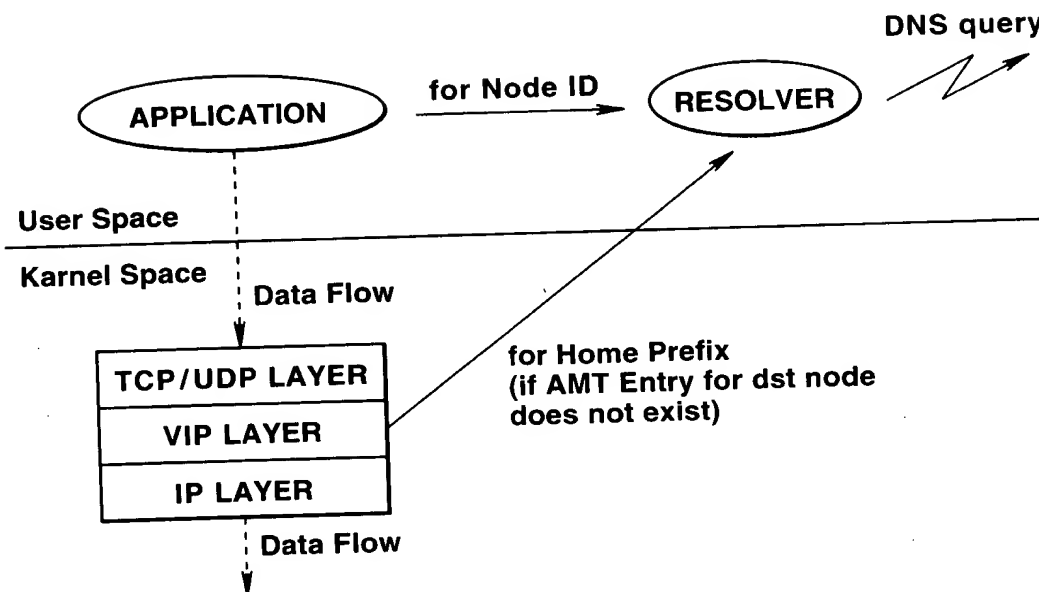 DNS query
for Node ID
APPLICATION
RESOLVER
User Space
Karnel Space
Data Flow
TCP/UDP LAYER
VIP LAYER
IP LAYER
for Home Prefix
(if AMT Entry for dst node
does not exist)
Data Flow